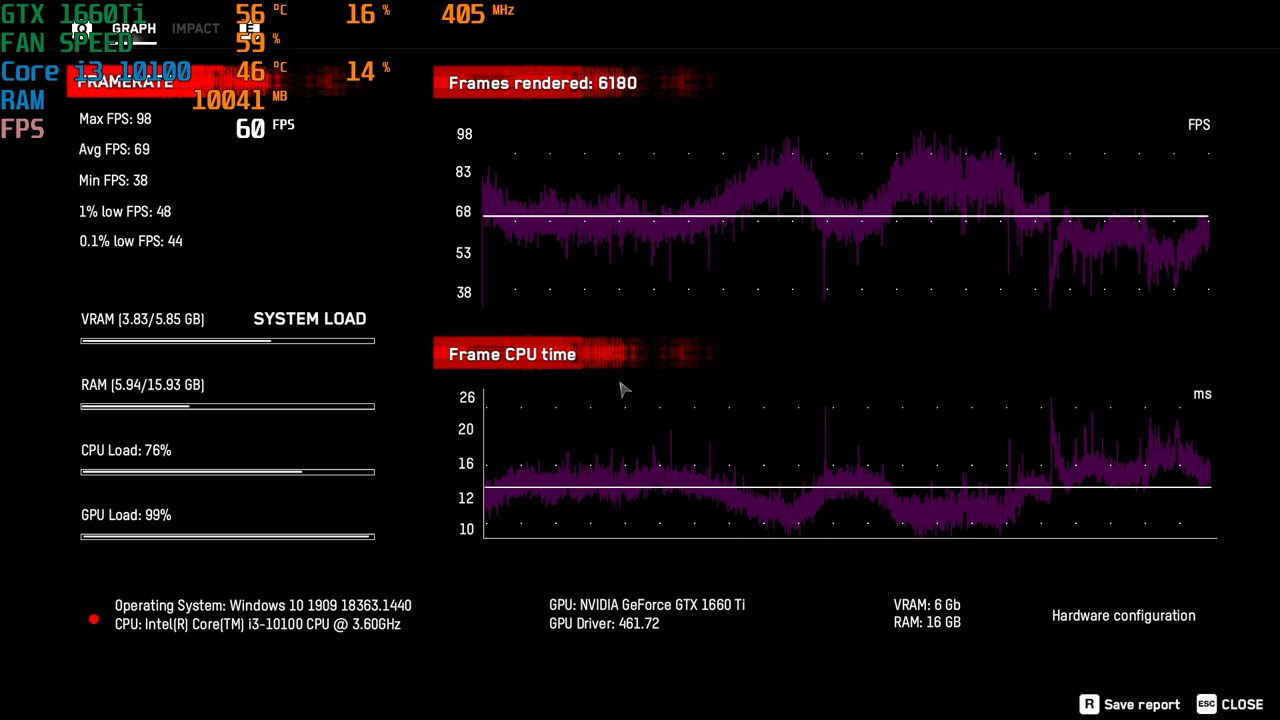 GTX 1660Ti 56 °C 16 % 405 MHz
Q GRAPH IMPACT E
FAN SPEED 59 %
Core i3 10100 46 °C 14 %
FRAMERATE
RAM 10041 MB
FPS 60 FPS
Max FPS: 98
Avg FPS: 69
Min FPS: 38
1% low FPS: 48
0.1% low FPS: 44
VRAM (3.83/5.85 GB) SYSTEM LOAD
RAM (5.94/15.93 GB)
CPU Load: 76%
GPU Load: 99%
Frames rendered: 6180
FPS
98
83
68
53
38
Frame CPU time
ms
26
20
16
12
10
Operating System: Windows 10 1909 18363.1440
CPU: Intel(R) Core(TM) i3-10100 CPU @ 3.60GHz
GPU: NVIDIA GeForce GTX 1660 Ti
GPU Driver: 461.72
VRAM: 6 Gb
RAM: 16 GB
Hardware configuration
R Save report ESC CLOSE